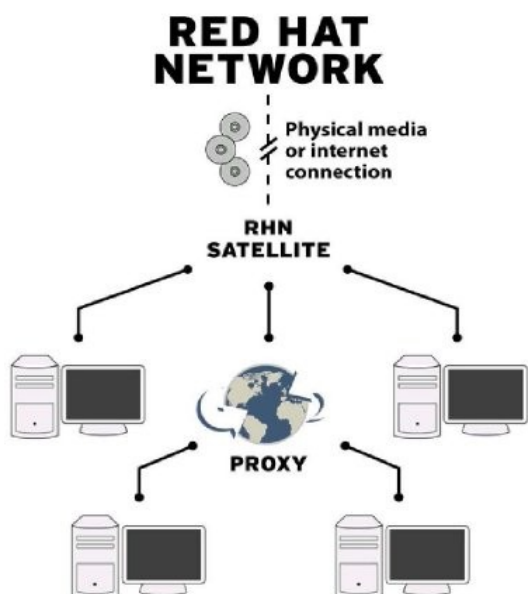 RED HAT
NETWORK
Physical media
or internet
connection
RHN
SATELLITE
PROXY